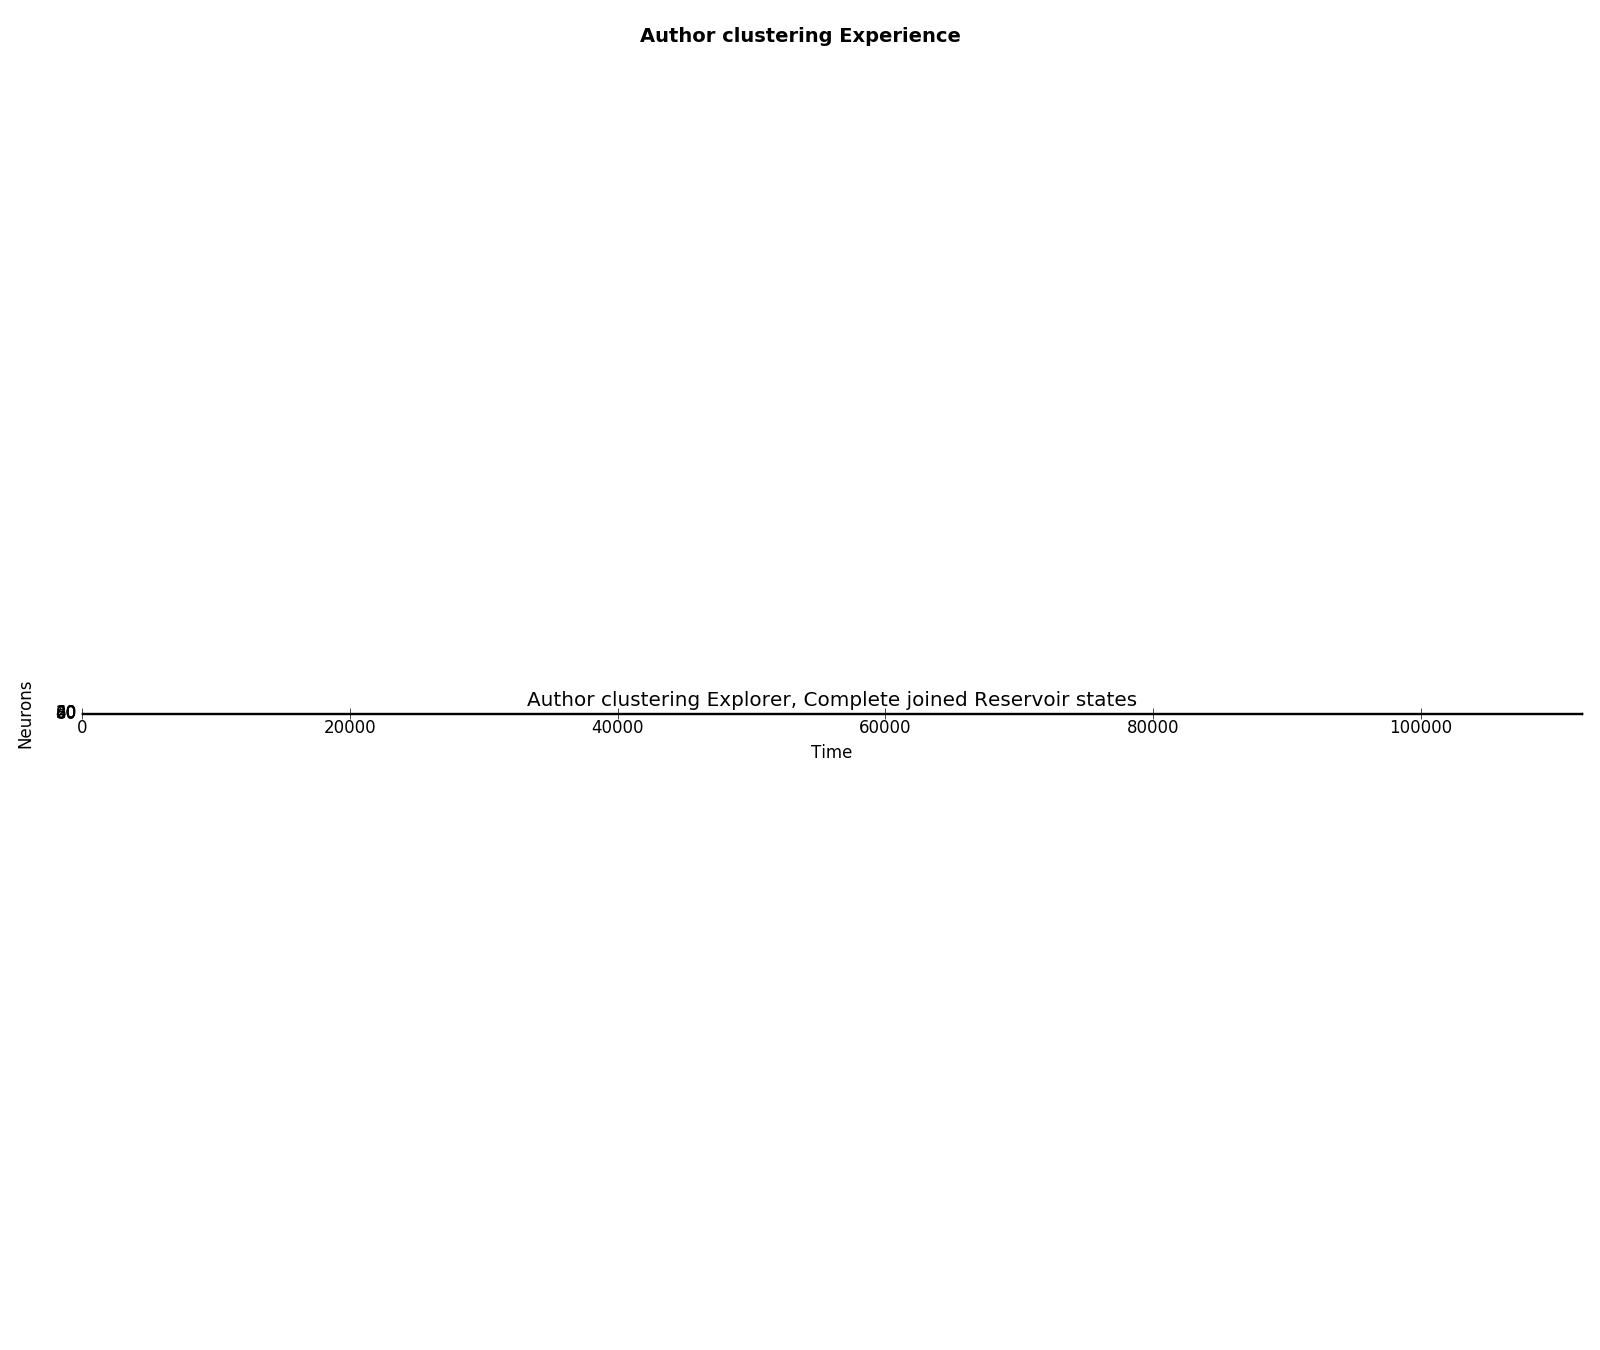 Author clustering Experience
Author clustering Explorer, Complete joined Reservoir states
Neurons
0 20000 40000 60000 80000 100000
Time